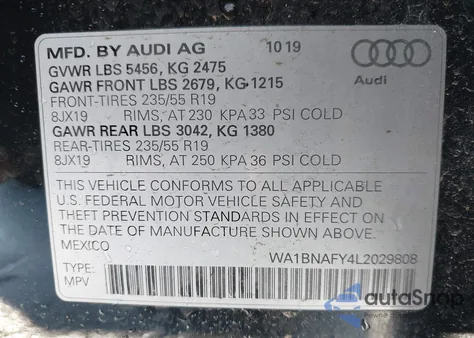 MFD. BY AUDI AG 10 19
GVWR LBS 5456, KG 2475
GAWR FRONT LBS 2679, KG 1215
FRONT-TIRES 235/55 R19
8JX19 RIMS, AT 230 KPA 33 PSI COLD
GAWR REAR LBS 3042, KG 1380
REAR-TIRES 235/55 R19
8JX19 RIMS, AT 250 KPA 36 PSI COLD
Audi
THIS VEHICLE CONFORMS TO ALL APPLICABLE
U.S. FEDERAL MOTOR VEHICLE SAFETY AND
THEFT PREVENTION STANDARDS IN EFFECT ON
THE DATE OF MANUFACTURE SHOWN ABOVE.
MEXICO
WA1BNAFY4L2029808
TYPE:
MPV
autoSnap